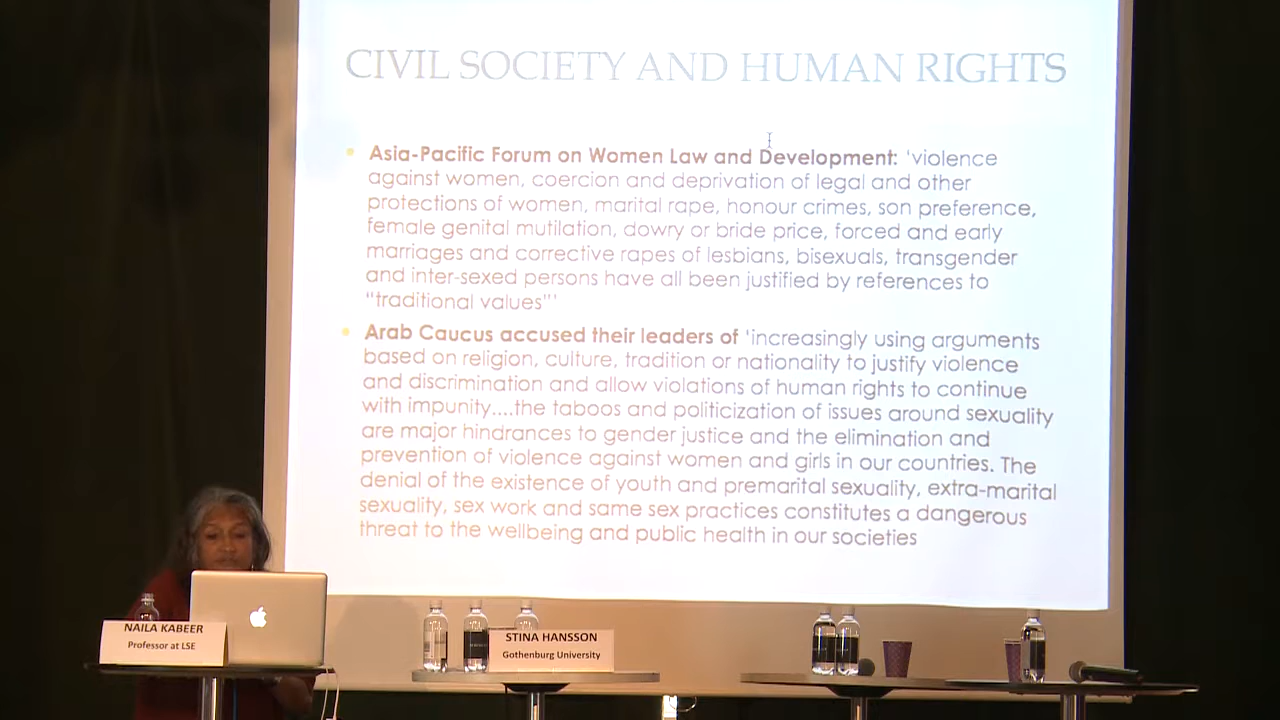 CIVIL SOCIETY AND HUMAN RIGHTS
• Asia-Pacific Forum on Women Law and Development: 'violence
against women, coercion and deprivation of legal and other
protections of women, marital rape, honour crimes, son preference,
female genital mutilation, dowry or bride price, forced and early
marriages and corrective rapes of lesbians, bisexuals, transgender
and inter-sexed persons have all been justified by references to
"traditional values"'
• Arab Caucus accused their leaders of 'increasingly using arguments
based on religion, culture, tradition or nationality to justify violence
and discrimination and allow violations of human rights to continue
with impunity....the taboos and politicization of issues around sexuality
are major hindrances to gender justice and the elimination and
prevention of violence against women and girls in our countries. The
denial of the existence of youth and premarital sexuality, extra-marital
sexuality, sex work and same sex practices constitutes a dangerous
threat to the wellbeing and public health in our societies
NAILA KABEER
Professor at LSE
STINA HANSSON
Gothenburg University